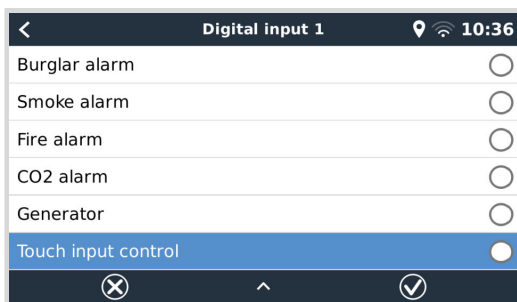 Digital input 1
10:36
Burglar alarm
Smoke alarm
Fire alarm
CO2 alarm
Generator
Touch input control